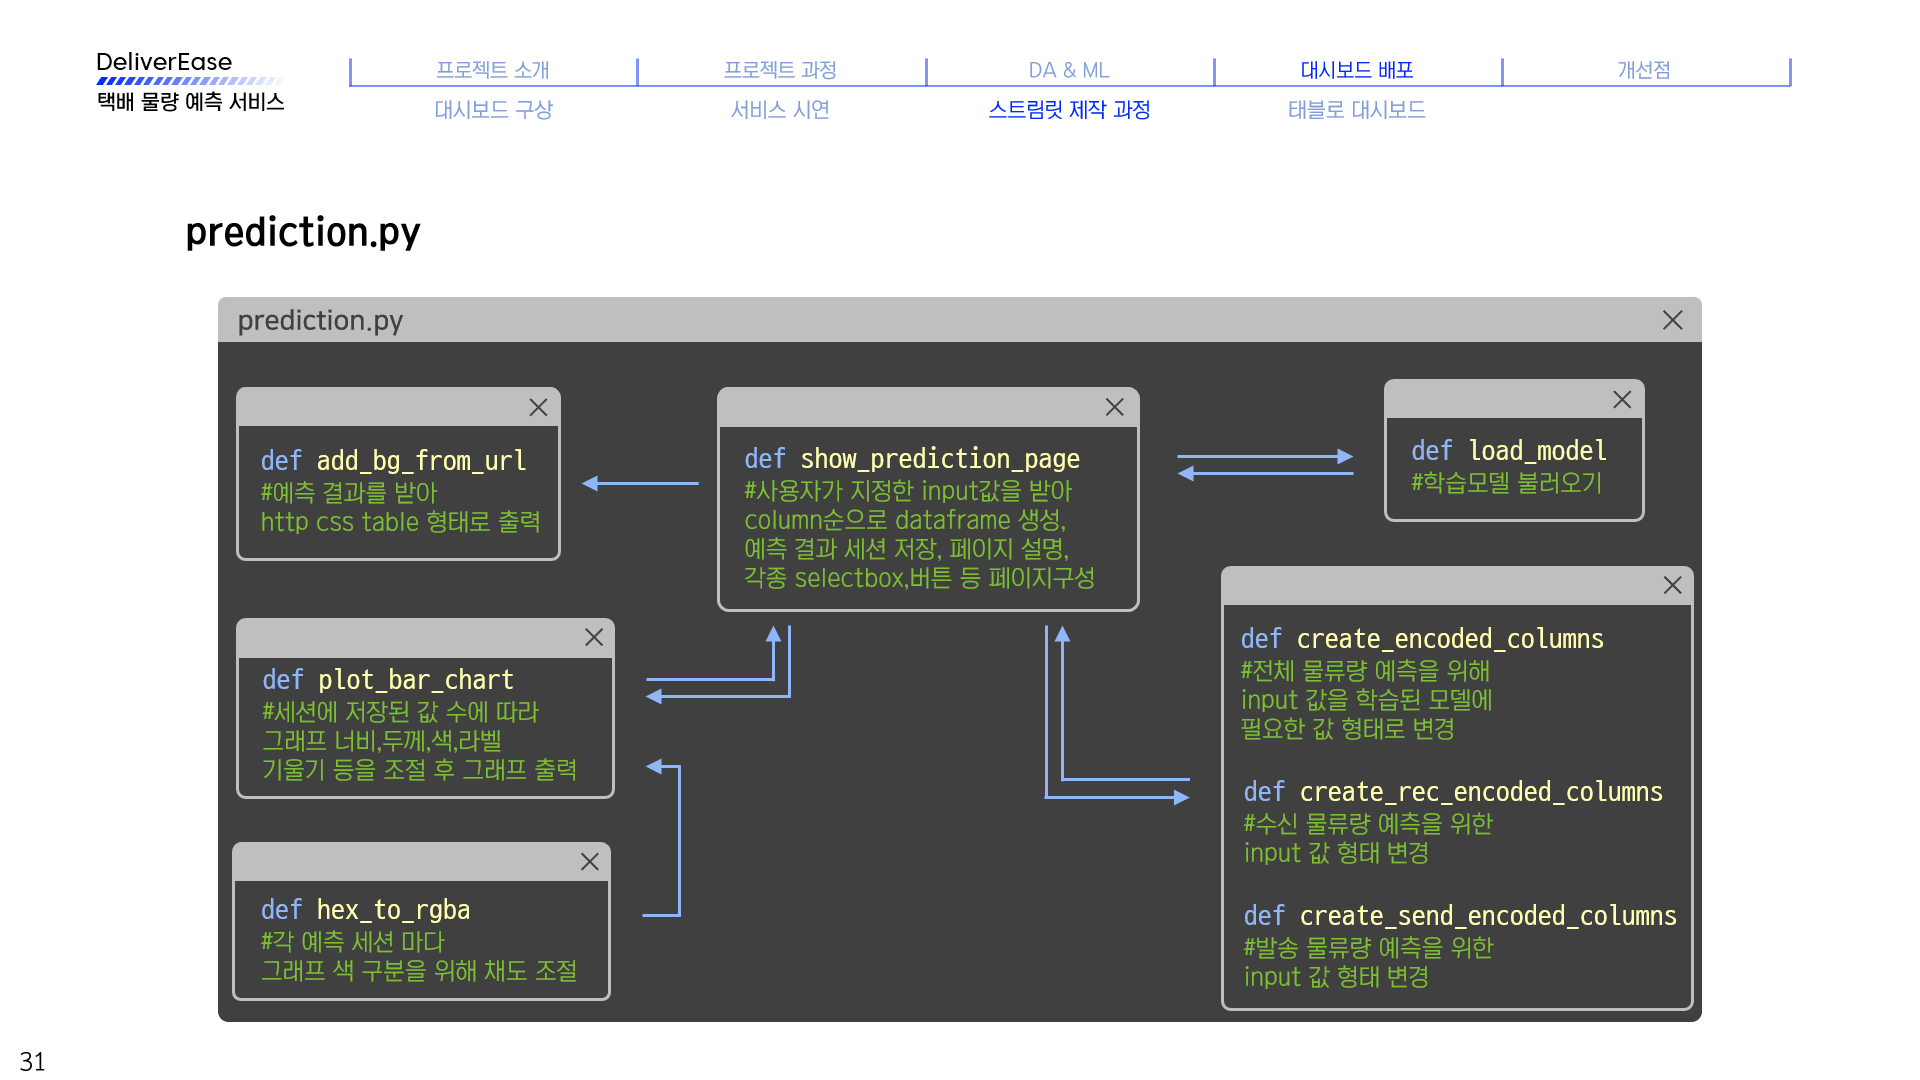 DeliverEase
택배 물량 예측 서비스
프로젝트 소개
프로젝트 과정
DA & ML
대시보드 배포
개선점
대시보드 구상
서비스 시연
스트림릿 제작 과정
태블로 대시보드
prediction.py
prediction.py
def add_bg_from_url
#예측 결과를 받아
http css table 형태로 출력
def show_prediction_page
#사용자가 지정한 input값을 받아
column순으로 dataframe 생성,
예측 결과 세션 저장, 페이지 설명,
각종 selectbox,버튼 등 페이지구성
def load_model
#학습모델 불러오기
def plot_bar_chart
#세션에 저장된 값 수에 따라
그래프 너비,두께,색,라벨
기울기 등을 조절 후 그래프 출력
def hex_to_rgba
#각 예측 세션 마다
그래프 색 구분을 위해 채도 조절
def create_encoded_columns
#전체 물류량 예측을 위해
input 값을 학습된 모델에
필요한 값 형태로 변경
def create_rec_encoded_columns
#수신 물류량 예측을 위한
input 값 형태 변경
def create_send_encoded_columns
#발송 물류량 예측을 위한
input 값 형태 변경
31